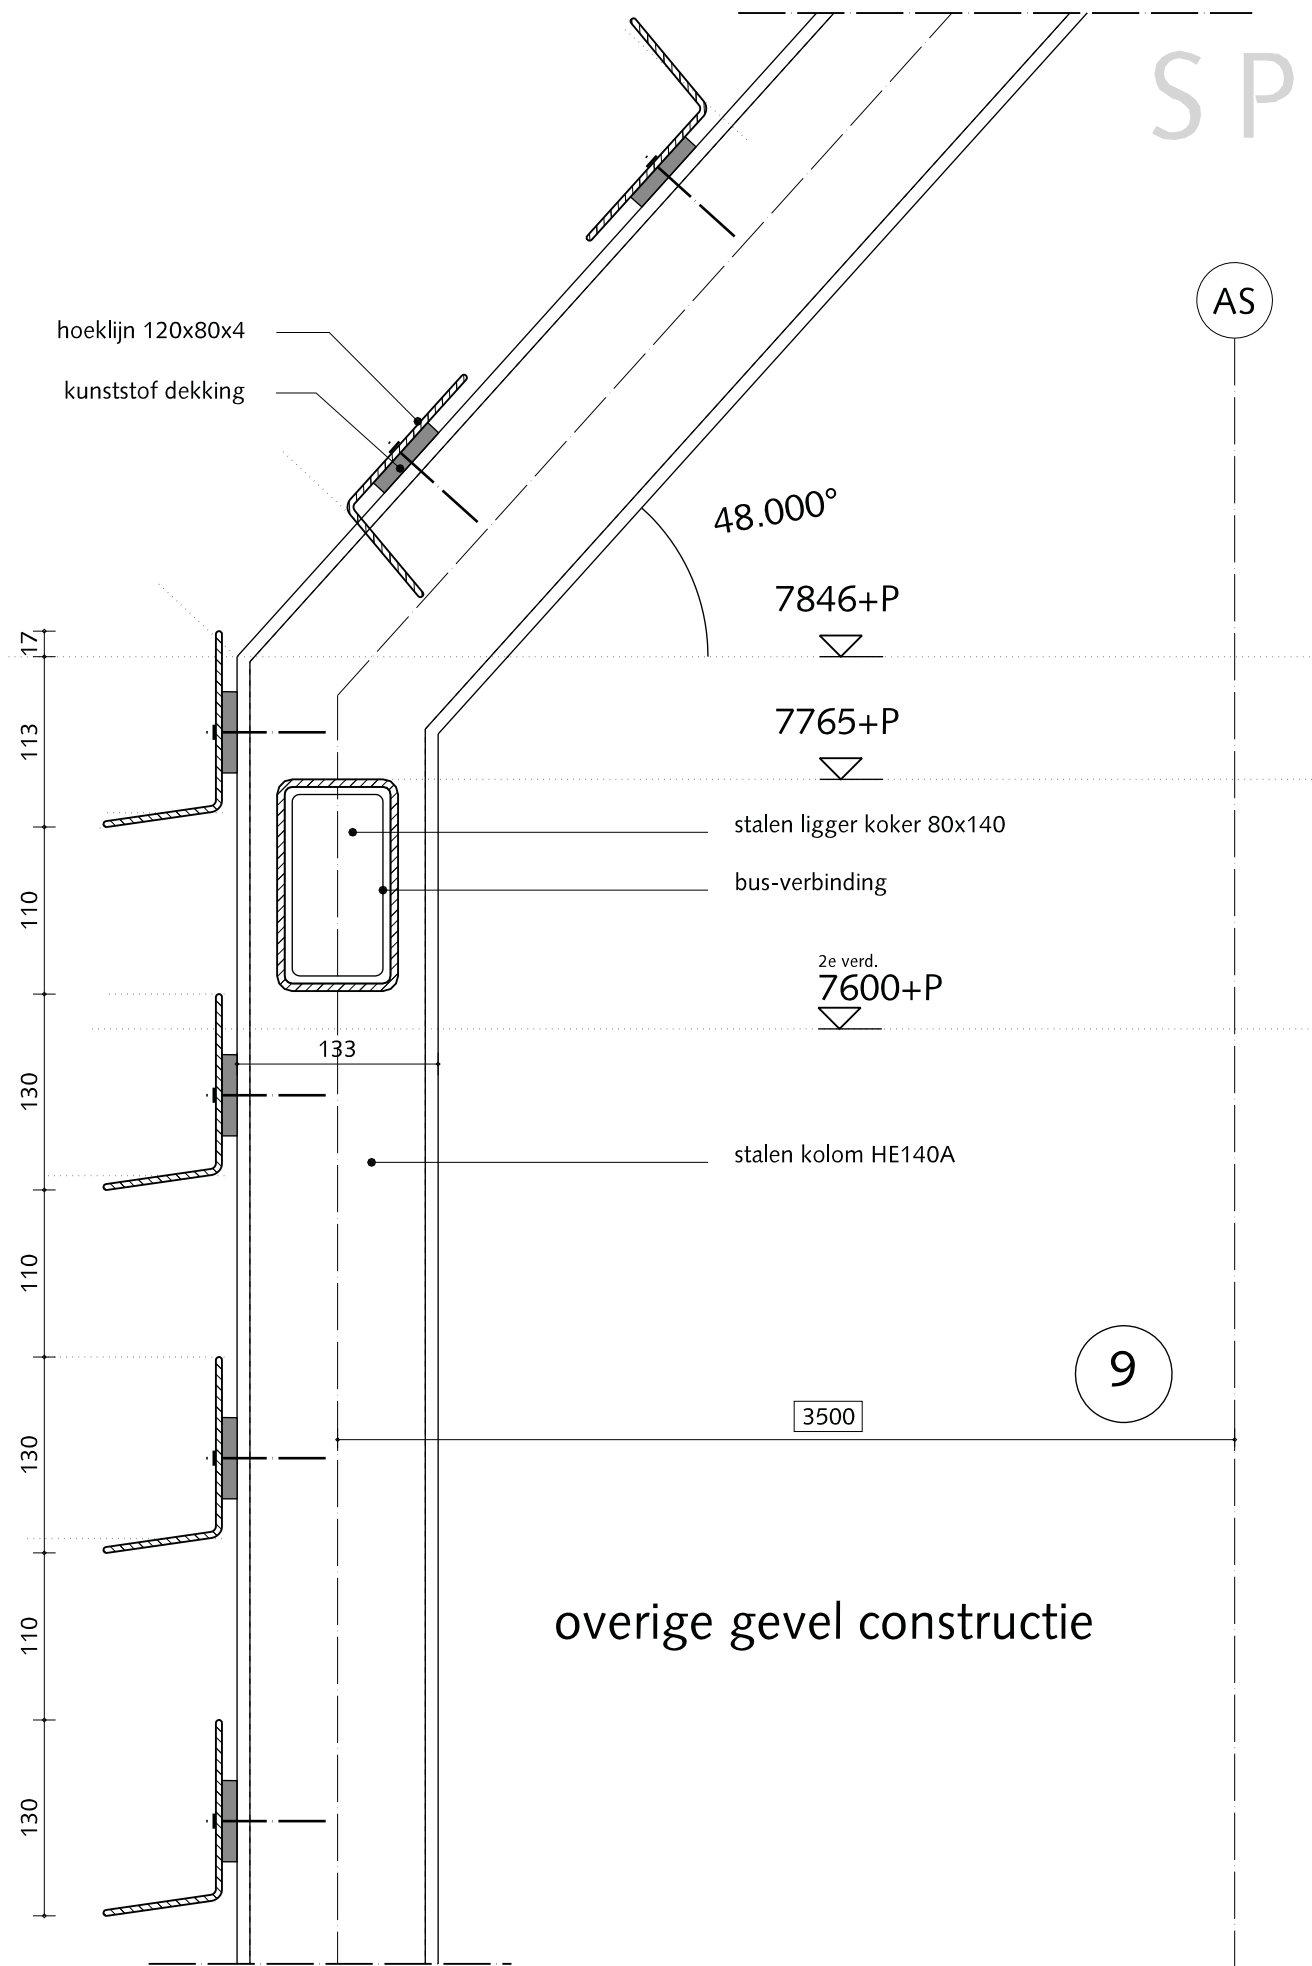 S P
AS
hoeklijn 120x80x4
kunststof dekking
48.000°
7846+P
17
7765+P
113
stalen ligger koker 80x140
bus-verbinding
110
2e verd.
7600+P
133
130
stalen kolom HE140A
110
9
3500
130
overige gevel constructie
110
130